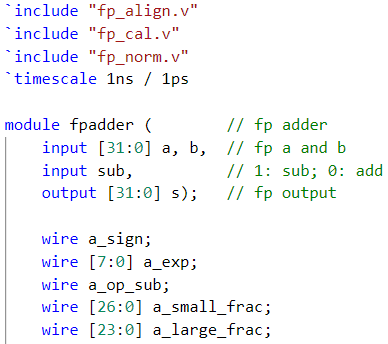 `include "fp_align.v"
`include "fp_cal.v"
`include "fp_norm.v"
`timescale 1ns / 1ps
module fpadder (          // fp adder
    input [31:0] a, b,  // fp a and b
    input sub,          // 1: sub; 0: add
    output [31:0] s);   // fp output
    wire a_sign;
    wire [7:0] a_exp;
    wire a_op_sub;
    wire [26:0] a_small_frac;
    wire [23:0] a_large_frac;